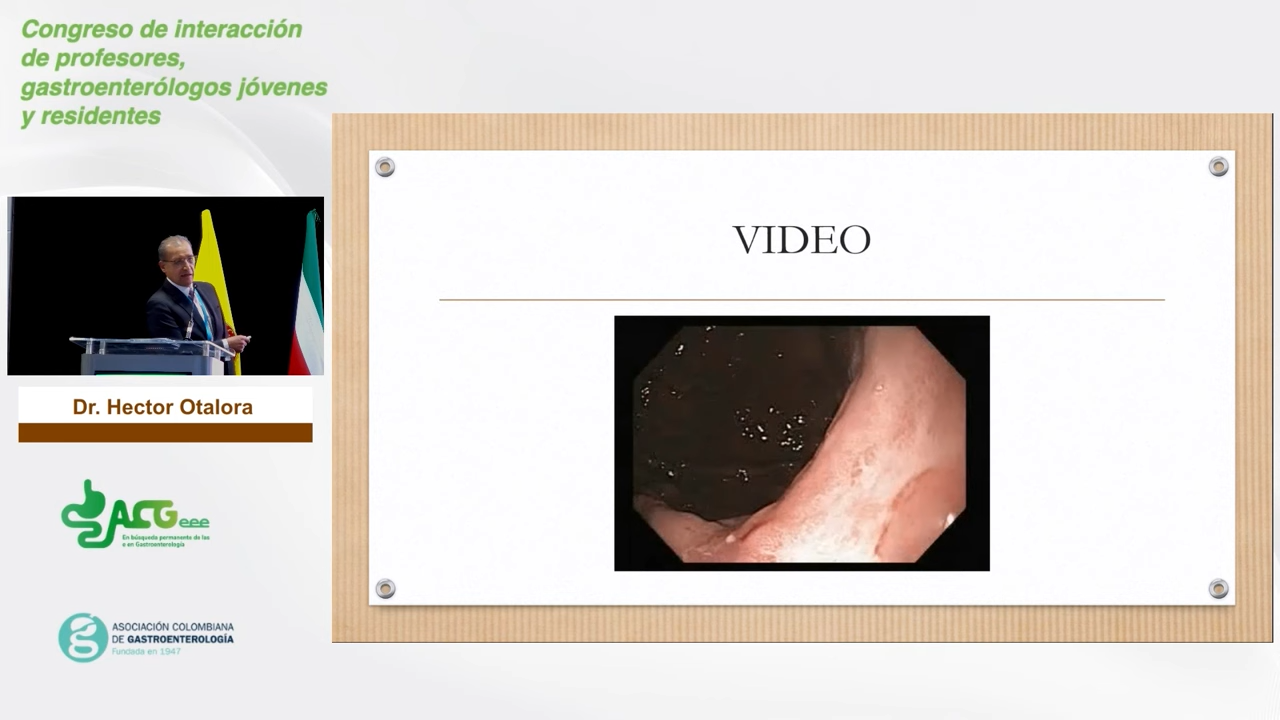 Congreso de interacción
de profesores,
gastroenterólogos jóvenes
y residentes
VIDEO
Dr. Hector Otalora
ACGeee
En búsqueda permanente de las
e en Gastroenterología
ASOCIACIÓN COLOMBIANA
DE GASTROENTEROLOGÍA
Fundada en 1947